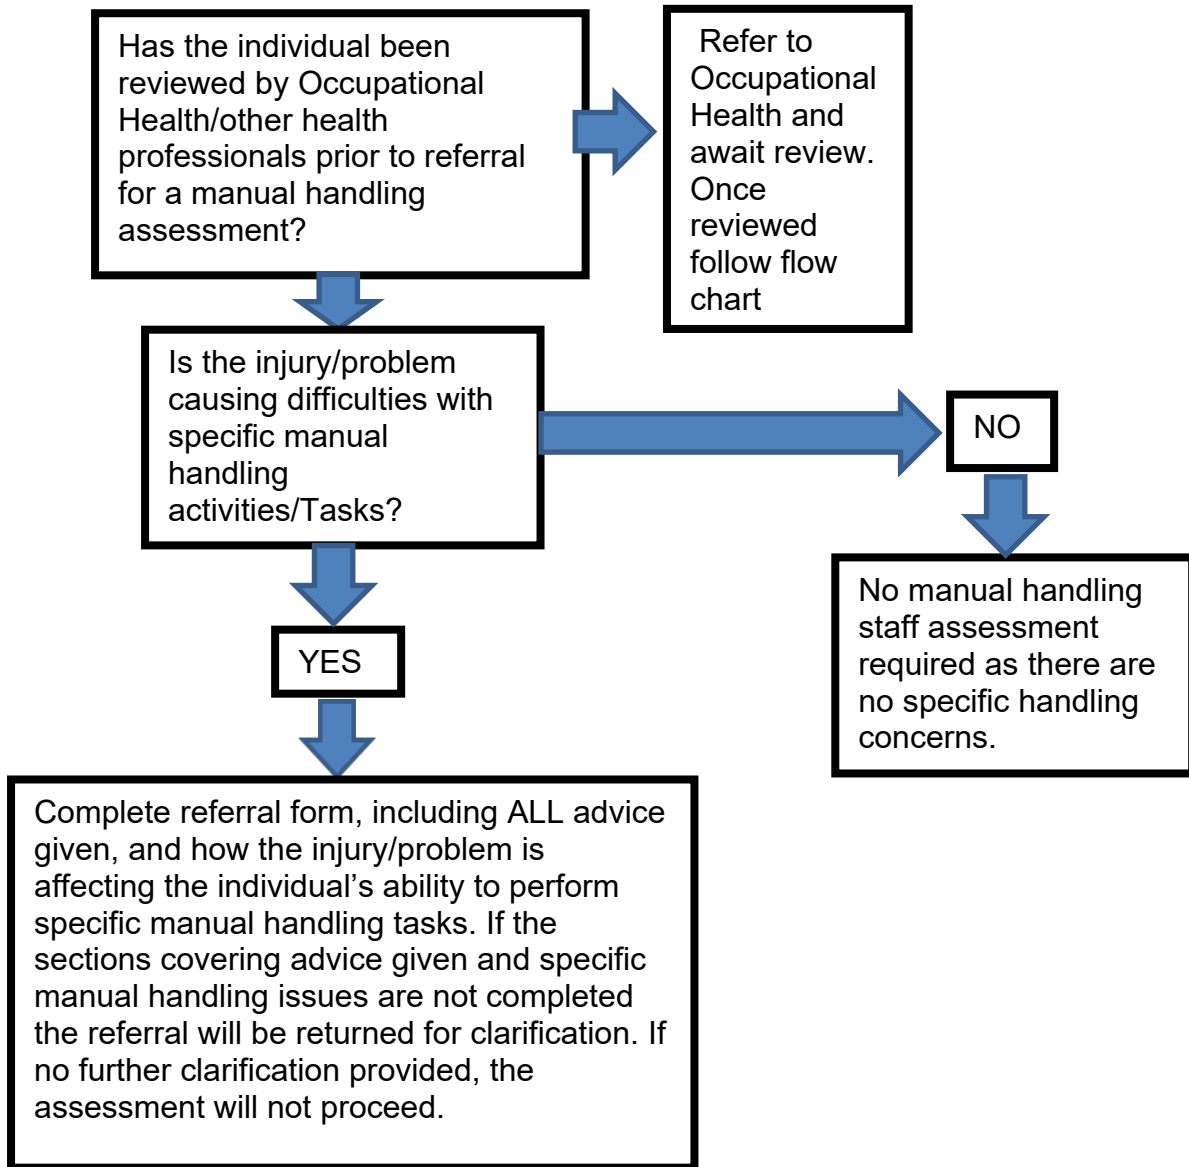 Has the individual been
reviewed by Occupational
Health/other health
professionals prior to referral
for a manual handling
assessment?
Refer to
Occupational
Health and
await review.
Once
reviewed
follow flow
chart
Is the injury/problem
causing difficulties with
specific manual
handling
activities/Tasks?
NO
No manual handling
staff assessment
required as there are
no specific handling
concerns.
YES
Complete referral form, including ALL advice
given, and how the injury/problem is
affecting the individual’s ability to perform
specific manual handling tasks. If the
sections covering advice given and specific
manual handling issues are not completed
the referral will be returned for clarification. If
no further clarification provided, the
assessment will not proceed.